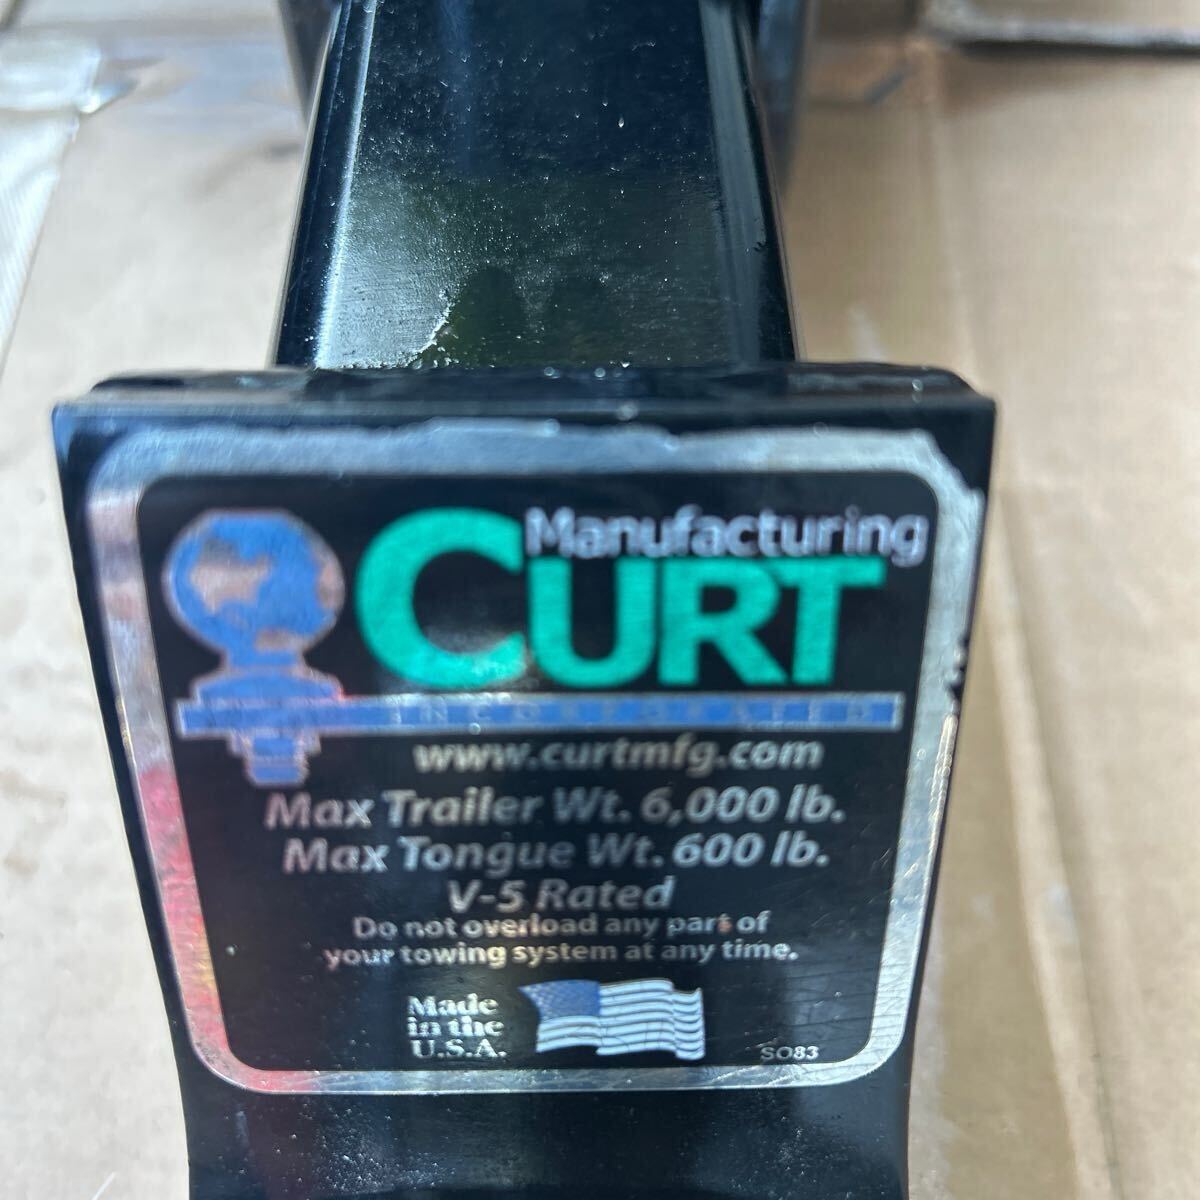 Manufacturing
CURT
INCORPORATED
www.curtmfg.com
Max Trailer Wt. 6,000 lb.
Max Tongue Wt. 600 lb.
V-5 Rated
Do not overload any part of
your towing system at any time.
Made
in the
U.S.A.
SO83